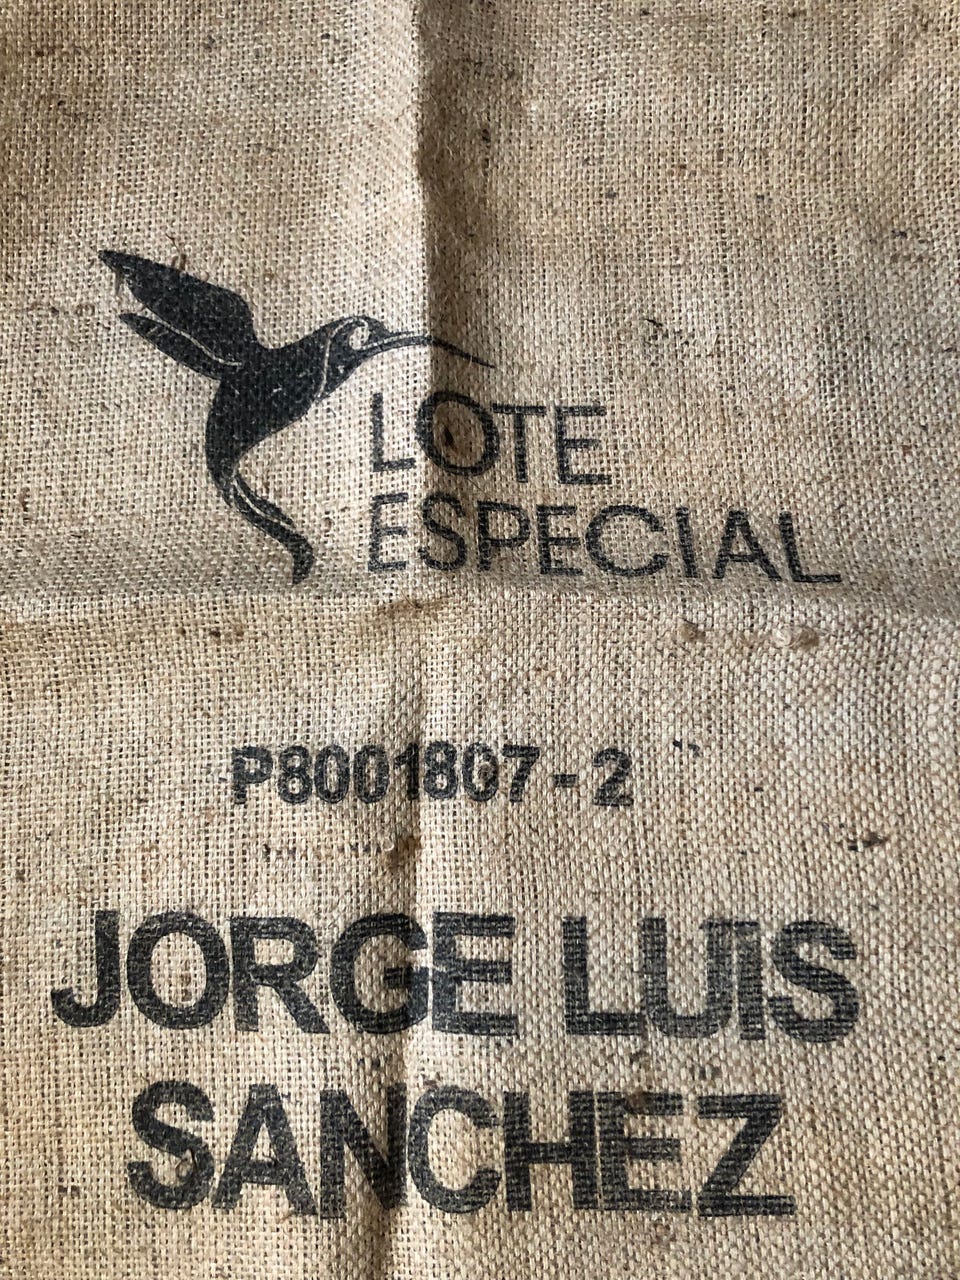 LOTE
ESPECIAL
P8001807-2
JORGE LUIS
SANCHEZ